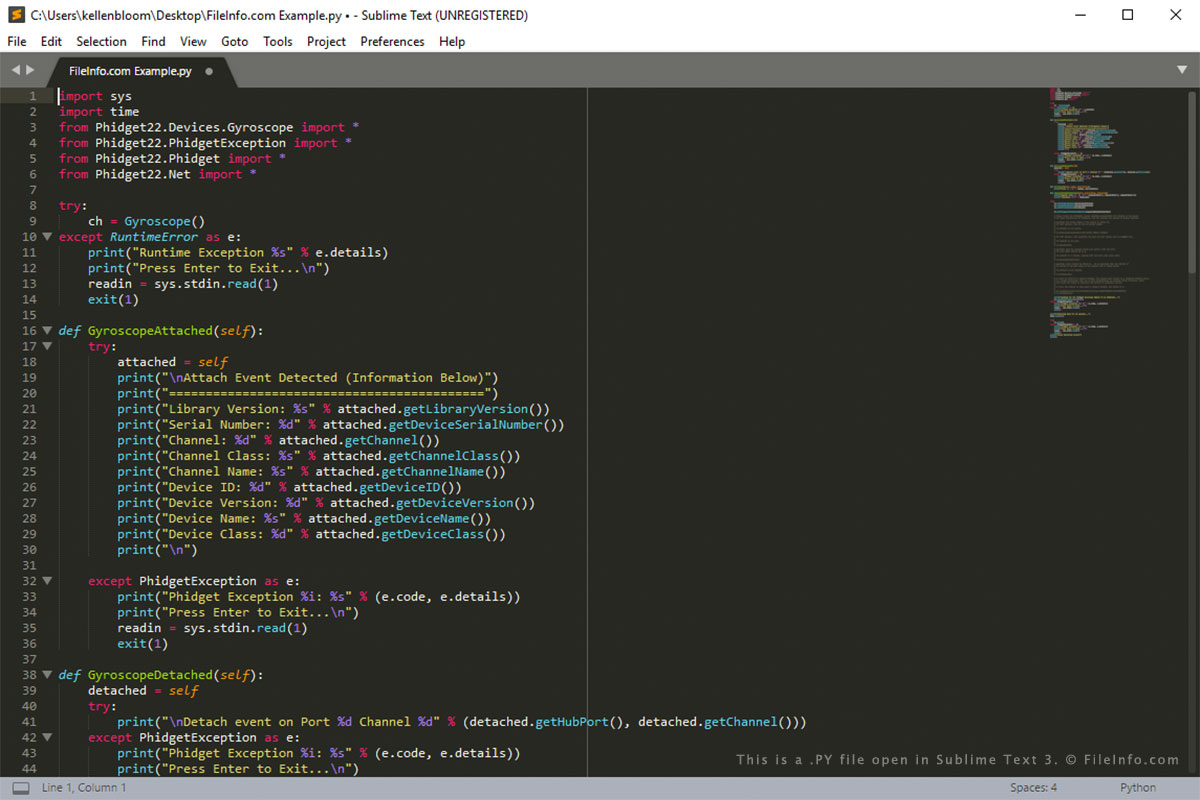 C:\Users\kellenbloom\Desktop\FileInfo.com Example.py • - Sublime Text (UNREGISTERED)
File Edit Selection Find View Goto Tools Project Preferences Help
FileInfo.com Example.py
1 import sys
2 import time
3 from Phidget22.Devices.Gyroscope import *
4 from Phidget22.PhidgetException import *
5 from Phidget22.Phidget import *
6 from Phidget22.Net import *
7
8 try:
9     ch = Gyroscope()
10 except RuntimeError as e:
11     print("Runtime Exception %s" % e.details)
12     print("Press Enter to Exit...\n")
13     readin = sys.stdin.read(1)
14     exit(1)
15
16 def GyroscopeAttached(self):
17     try:
18         attached = self
19         print("\nAttach Event Detected (Information Below)")
20         print("===========================================")
21         print("Library Version: %s" % attached.getLibraryVersion())
22         print("Serial Number: %d" % attached.getDeviceSerialNumber())
23         print("Channel: %d" % attached.getChannel())
24         print("Channel Class: %s" % attached.getChannelClass())
25         print("Channel Name: %s" % attached.getChannelName())
26         print("Device ID: %d" % attached.getDeviceID())
27         print("Device Version: %d" % attached.getDeviceVersion())
28         print("Device Name: %s" % attached.getDeviceName())
29         print("Device Class: %d" % attached.getDeviceClass())
30         print("\n")
31
32     except PhidgetException as e:
33         print("Phidget Exception %i: %s" % (e.code, e.details))
34         print("Press Enter to Exit...\n")
35         readin = sys.stdin.read(1)
36         exit(1)
37
38 def GyroscopeDetached(self):
39     detached = self
40     try:
41         print("\nDetach event on Port %d Channel %d" % (detached.getHubPort(), detached.getChannel()))
42     except PhidgetException as e:
43         print("Phidget Exception %i: %s" % (e.code, e.details))
44         print("Press Enter to Exit...\n")
This is a .PY file open in Sublime Text 3. © FileInfo.com
Line 1, Column 1 Spaces: 4 Python